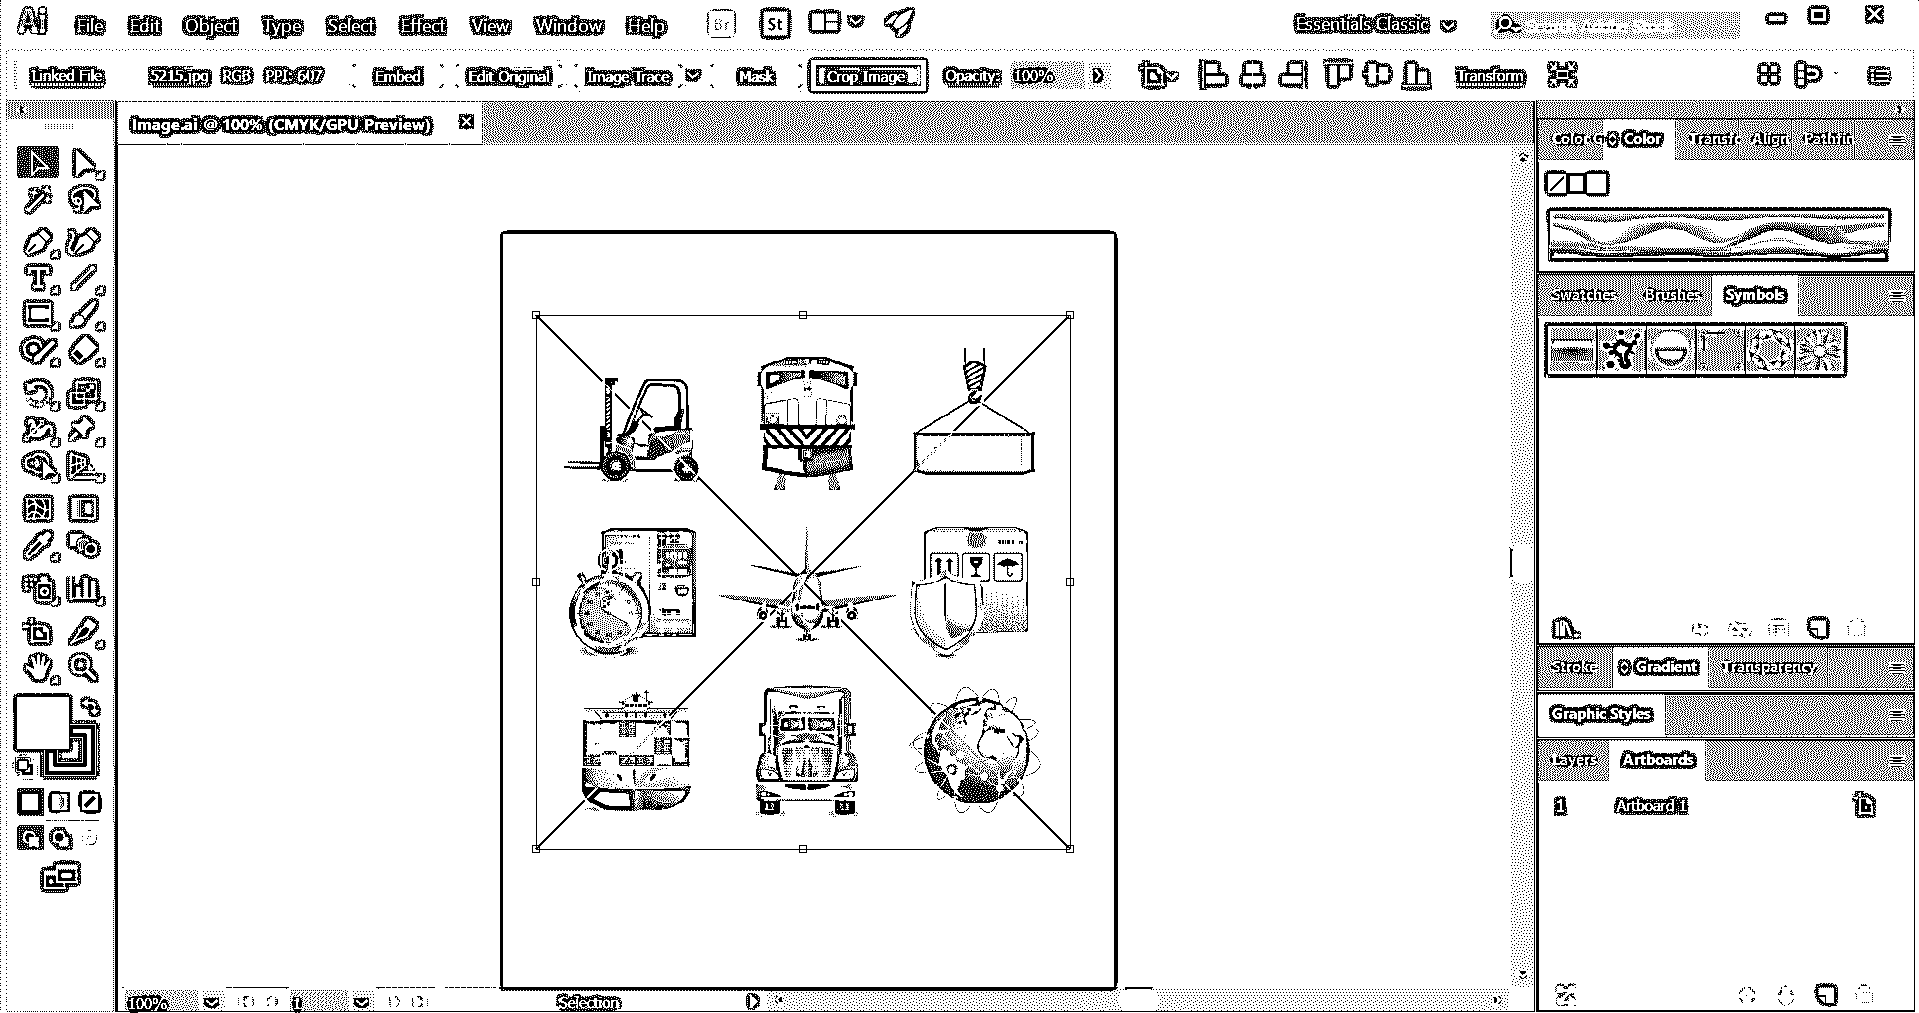 Ai File Edit Object Type Select Effect View Window Help Br St Essentials Classic
Linked File 5215.jpg RGB PPI: 607 Embed Edit Original Image Trace Mask Crop Image Opacity: 100% Transform
Image.ai @ 100% (CMYK/GPU Preview)
Color G Color Transfc Align Pathfin
Swatches Brushes Symbols
Stroke Gradient Transparency
Graphic Styles
Layers Artboards
1 Artboard 1
100% 1 Selection